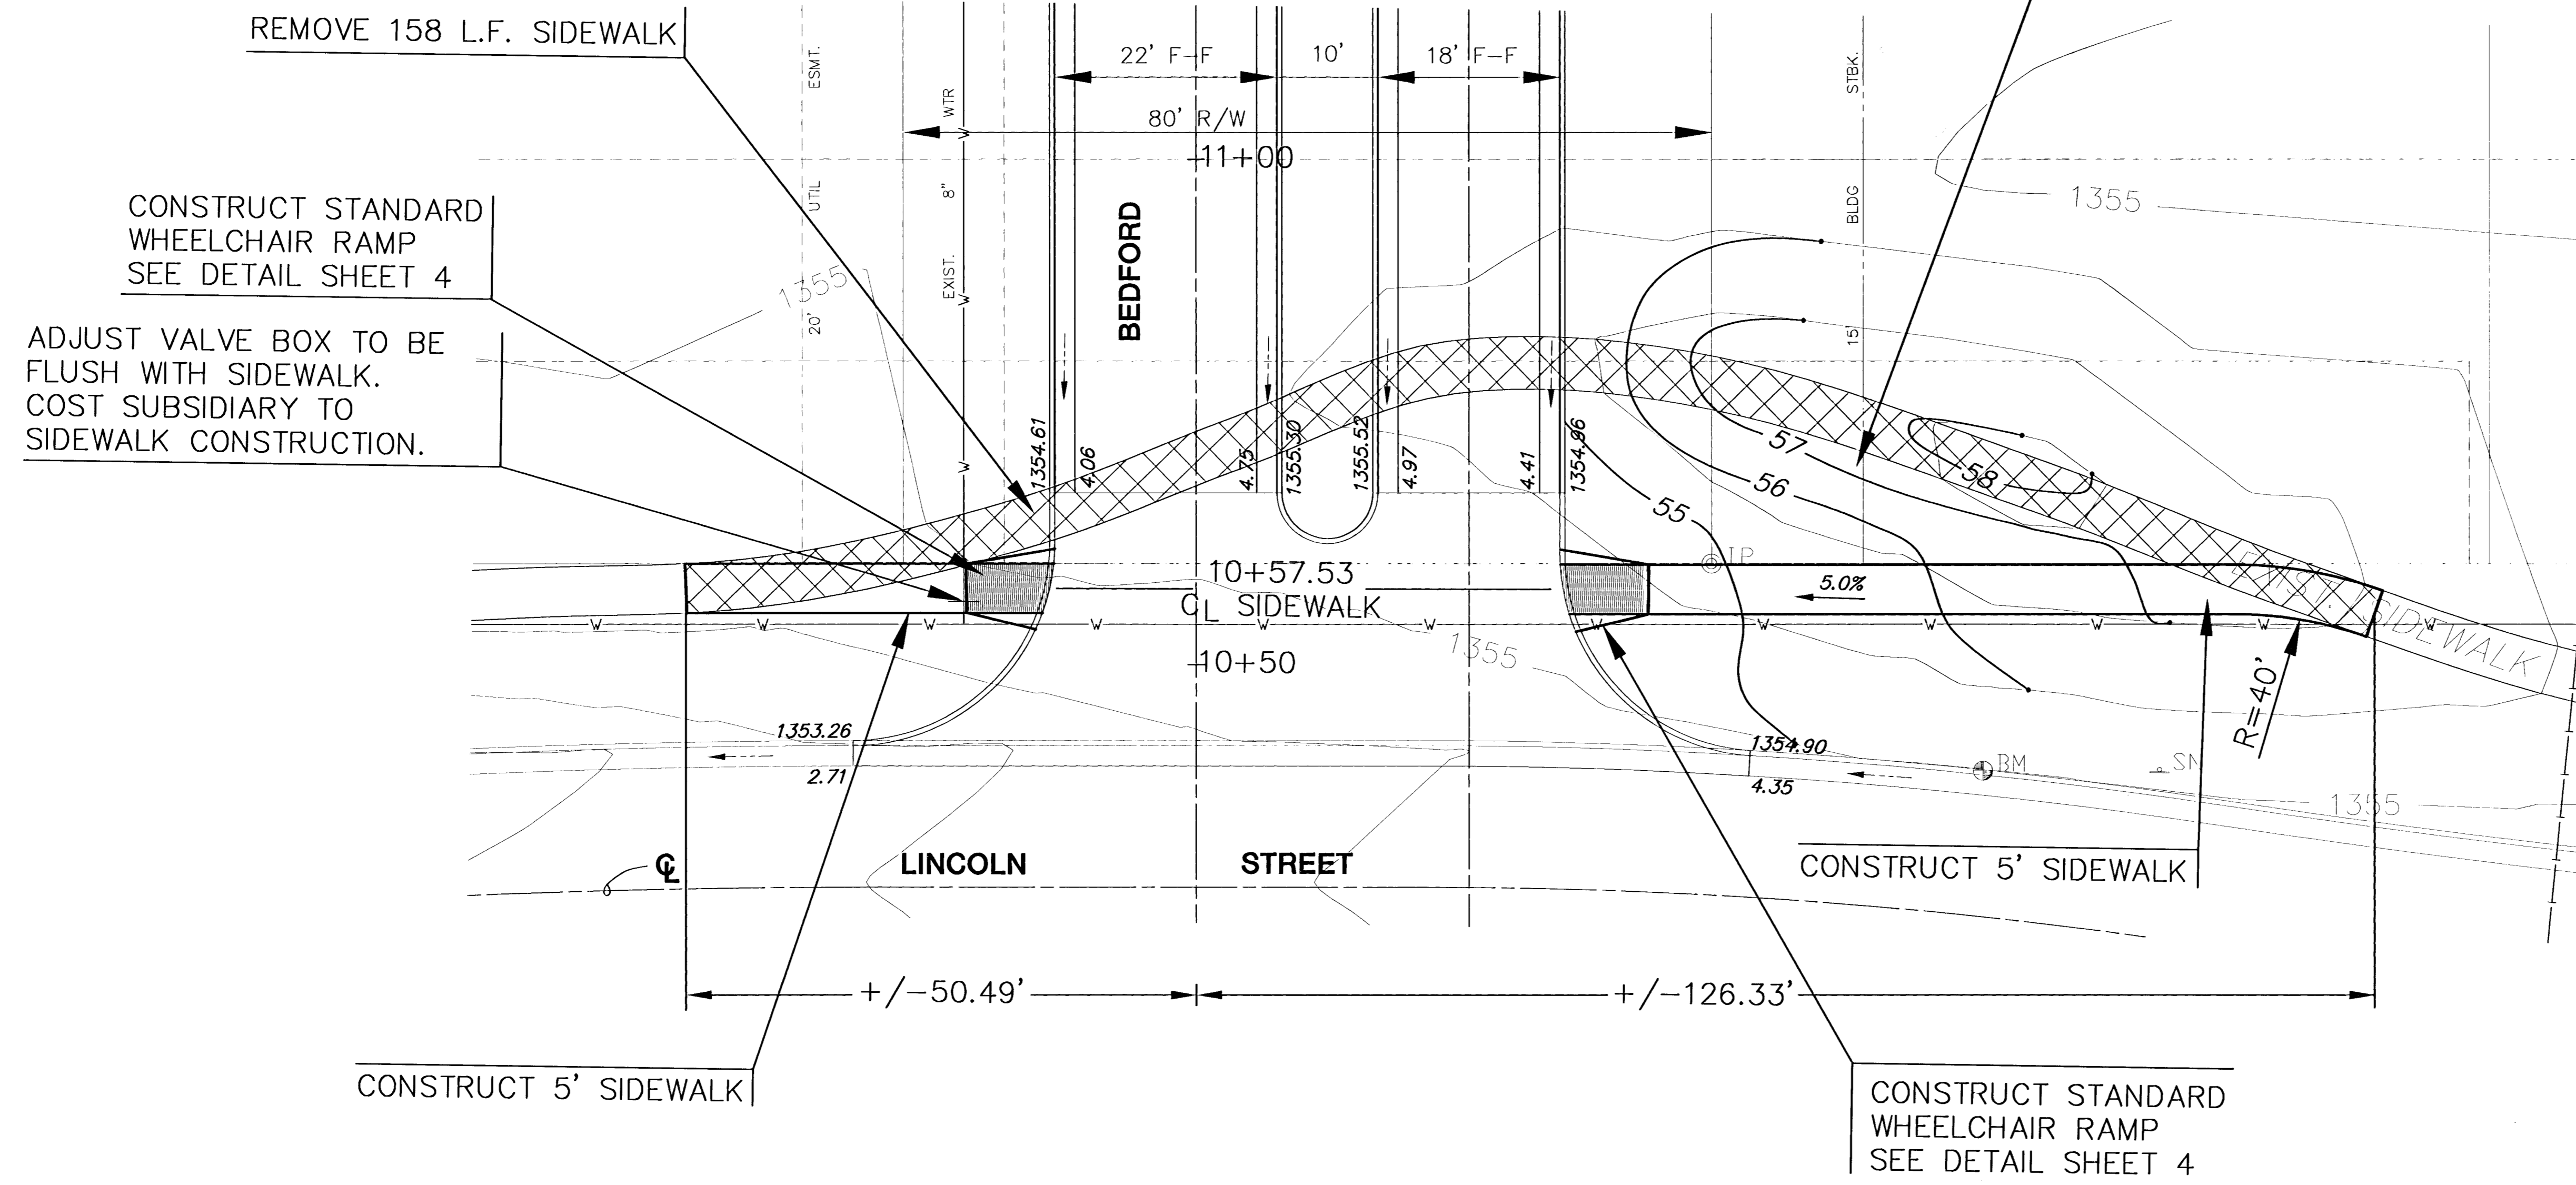 REMOVE 158 L.F. SIDEWALK
CONSTRUCT STANDARD
WHEELCHAIR RAMP
SEE DETAIL SHEET 4
ADJUST VALVE BOX TO BE
FLUSH WITH SIDEWALK.
COST SUBSIDIARY TO
SIDEWALK CONSTRUCTION.
20' UTIL ESMT.
EXIST. 8" WTR
W
W
W
22' F-F
10'
18' F-F
80' R/W
11+00
BEDFORD
15' BLDG STBK.
1355
1355
1354.61
4.06
4.75
1355.30
1355.52
4.97
4.41
1354.96
55
56
57
58
IP
5.0%
10+57.53
CL SIDEWALK
10+50
W W W W W W W W W W W W
1355
EXIST. SIDEWALK
R=40'
1353.26
2.71
1354.90
4.35
BM
SN
1355
CL
LINCOLN STREET
CONSTRUCT 5' SIDEWALK
+/-50.49'
+/-126.33'
CONSTRUCT 5' SIDEWALK
CONSTRUCT STANDARD
WHEELCHAIR RAMP
SEE DETAIL SHEET 4